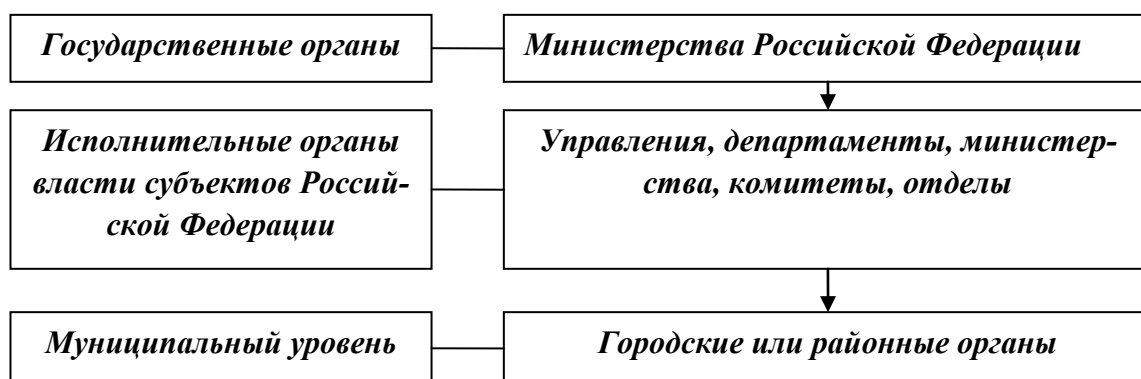 Государственные органы
Министерства Российской Федерации
Исполнительные органы
власти субъектов Россий-
ской Федерации
Управления, департаменты, министер-
ства, комитеты, отделы
Муниципальный уровень
Городские или районные органы